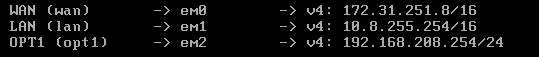 WAN (wan) -> em0 -> v4: 172.31.251.8/16
LAN (lan) -> em1 -> v4: 10.8.255.254/16
OPT1 (opt1) -> em2 -> v4: 192.168.208.254/24